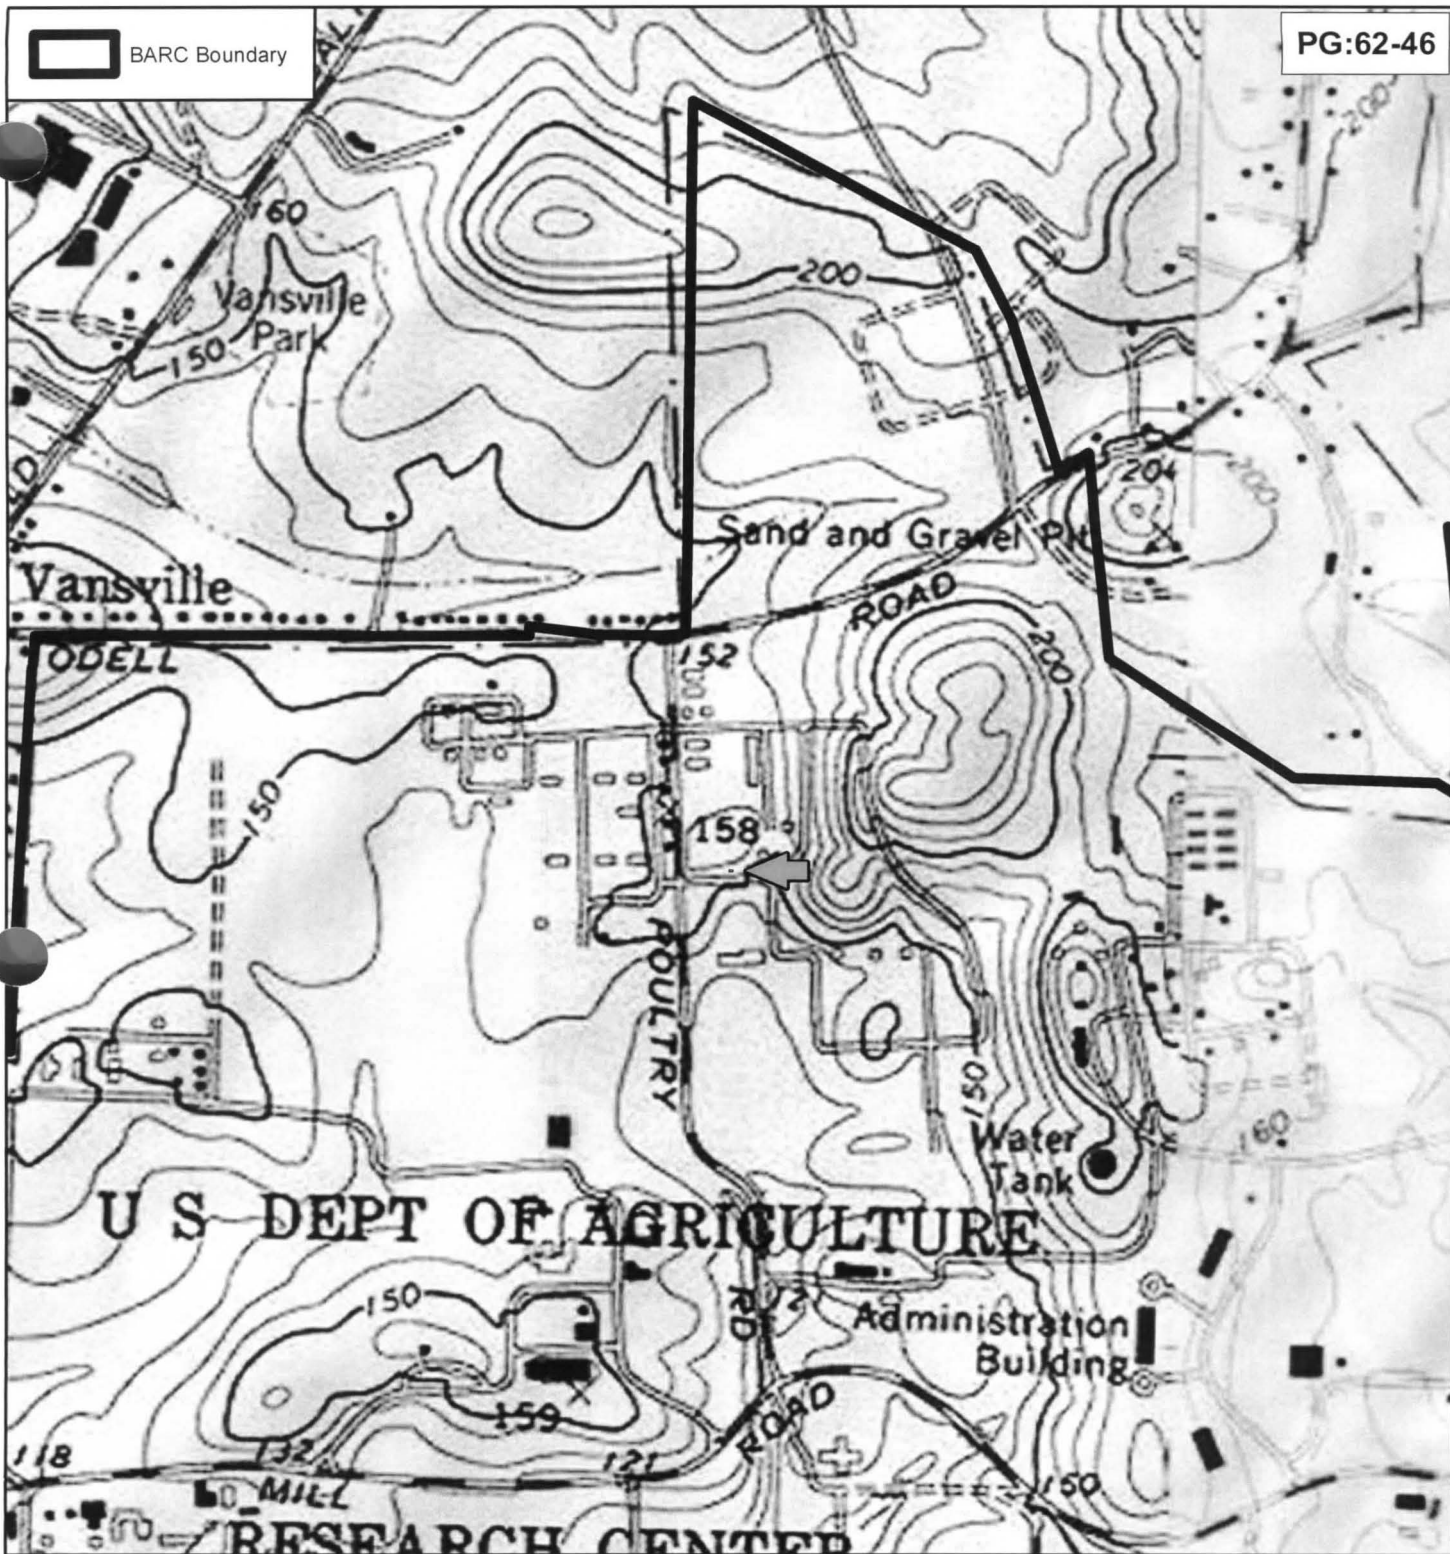 BARC Boundary
PG:62-46
160
Vansville
Park
150
200
200
204
200
Sand and Gravel Pit
ROAD
Vansville
ODELL
152
200
150
158
POULTRY
150
Water
Tank
160
U S DEPT OF AGRICULTURE
RD
150
Administration
Building
159
ROAD
118
132
121
MILL
150
RESEARCH CENTER